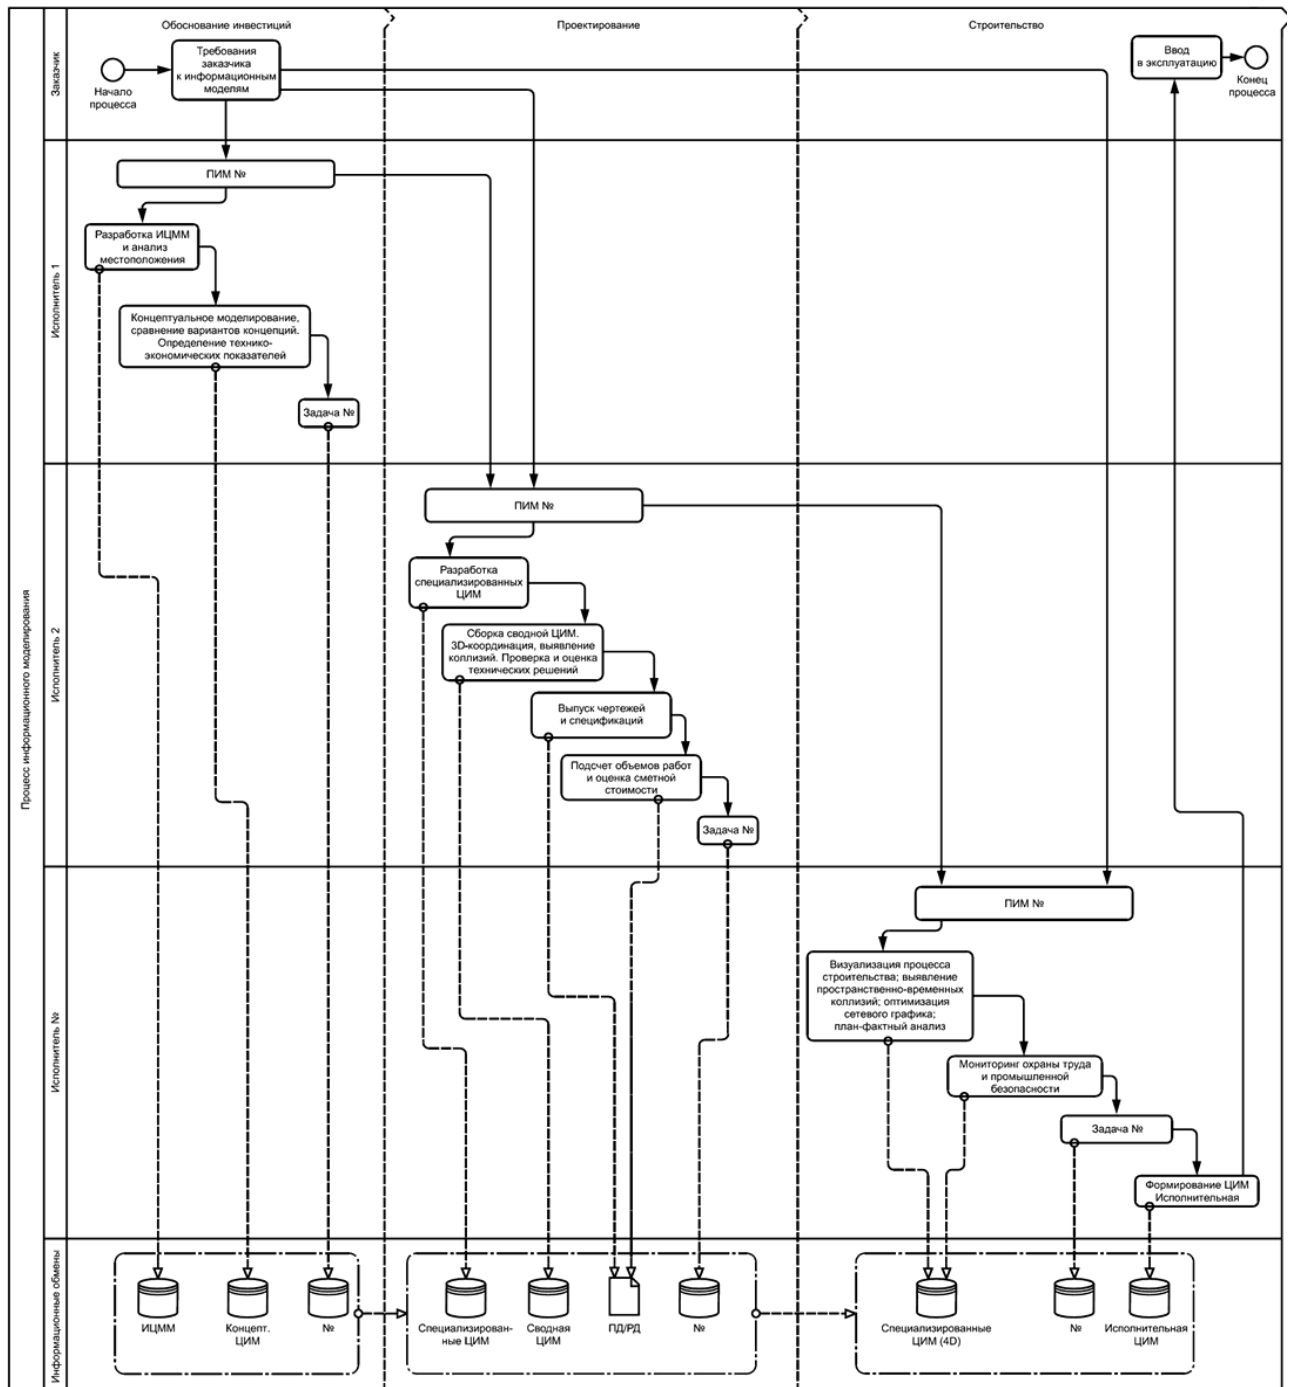 Процесс информационного моделирования
Обоснование инвестиций
Проектирование
Строительство
Заказчик
Начало
процесса
Требования
заказчика
к информационным
моделям
Ввод
в эксплуатацию
Конец
процесса
Исполнитель 1
ПИМ №
Разработка ИЦММ
и анализ
местоположения
Концептуальное моделирование,
сравнение вариантов концепций.
Определение технико-
экономических показателей
Задача №
Исполнитель 2
ПИМ №
Разработка
специализированных
ЦИМ
Сборка сводной ЦИМ.
3D-координация, выявление
коллизий. Проверка и оценка
технических решений
Выпуск чертежей
и спецификаций
Подсчет объемов работ
и оценка сметной
стоимости
Задача №
Исполнитель №
ПИМ №
Визуализация процесса
строительства; выявление
пространственно-временных
коллизий; оптимизация
сетевого графика;
план-фактный анализ
Мониторинг охраны труда
и промышленной
безопасности
Задача №
Формирование ЦИМ
Исполнительная
Информационные обмены
ИЦММ
Концепт.
ЦИМ
№
Специализирован-
ные ЦИМ
Сводная
ЦИМ
ПД/РД
№
Специализированные
ЦИМ (4D)
№
Исполнительная
ЦИМ